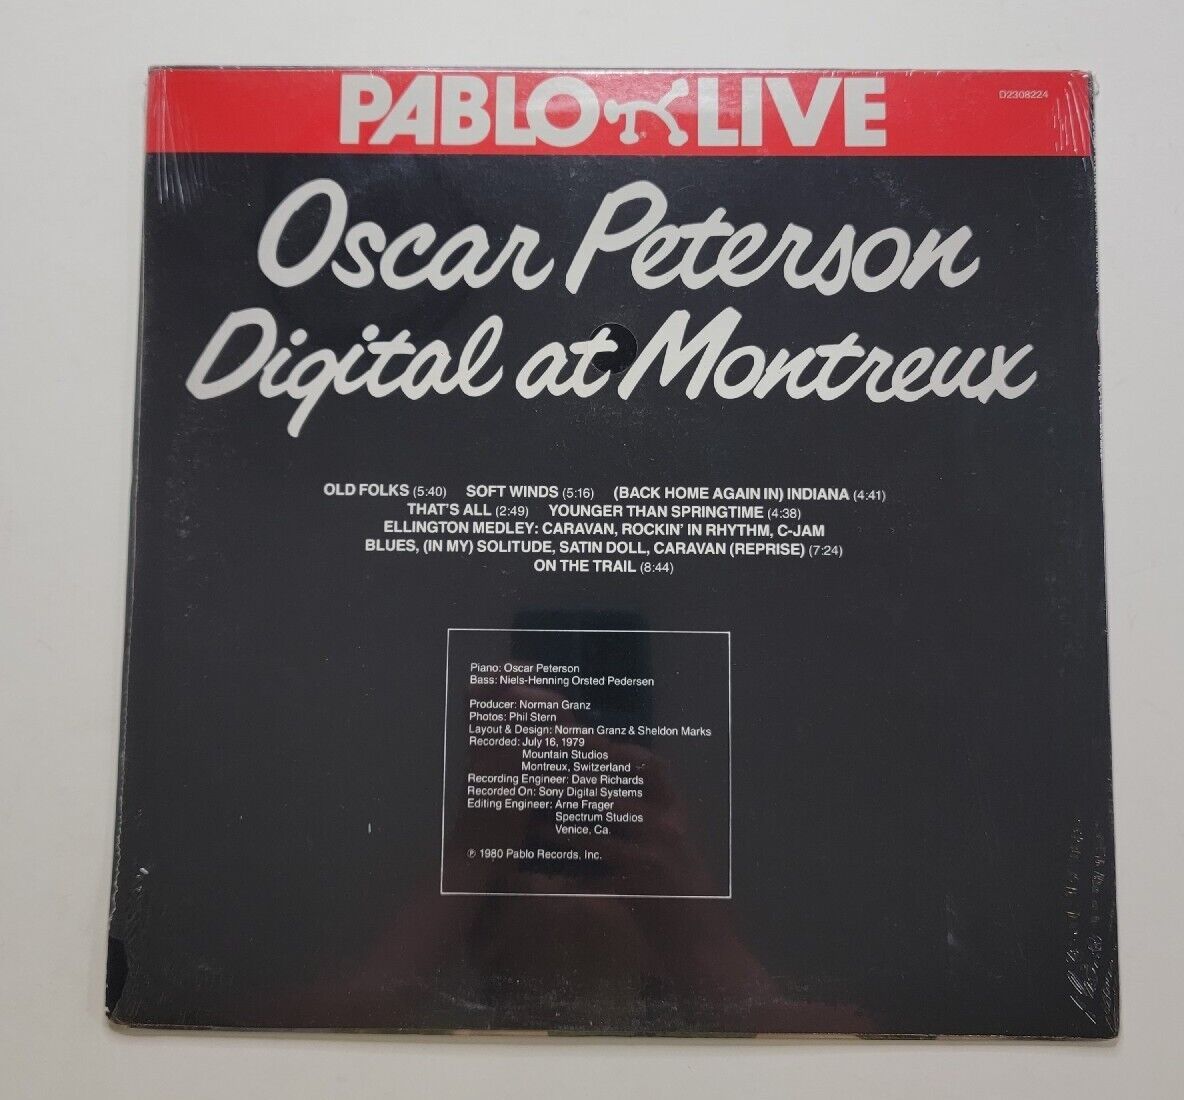 PABLO LIVE
D2308224
Oscar Peterson
Digital at Montreux
OLD FOLKS (5:40) SOFT WINDS (5:16) (BACK HOME AGAIN IN) INDIANA (4:41)
THAT'S ALL (2:49) YOUNGER THAN SPRINGTIME (4:38)
ELLINGTON MEDLEY: CARAVAN, ROCKIN' IN RHYTHM, C-JAM
BLUES, (IN MY) SOLITUDE, SATIN DOLL, CARAVAN (REPRISE) (7:24)
ON THE TRAIL (8:44)
Piano: Oscar Peterson
Bass: Niels-Henning Orsted Pedersen
Producer: Norman Granz
Photos: Phil Stern
Layout & Design: Norman Granz & Sheldon Marks
Recorded: July 16, 1979
Mountain Studios
Montreux, Switzerland
Recording Engineer: Dave Richards
Recorded On: Sony Digital Systems
Editing Engineer: Arne Frager
Spectrum Studios
Venice, Ca.
℗ 1980 Pablo Records, Inc.